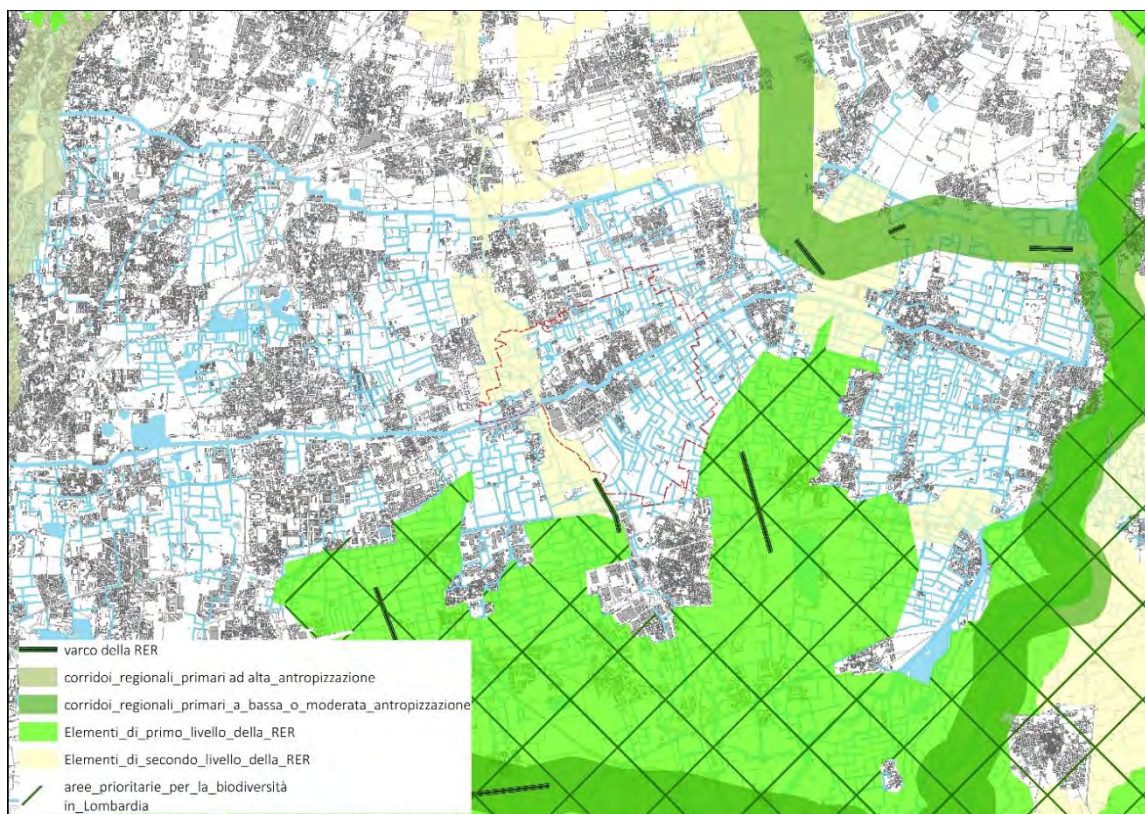 varco della RER
corridoi_regionali_primari ad alta_antropizzazione
corridoi_regionali_primari_a_bassa_o_moderata_antropizzazione
Elementi_di_primo_livello_della_RER
Elementi_di_secondo_livello_della_RER
aree_prioritarie_per_la_biodiversità
in_Lombardia